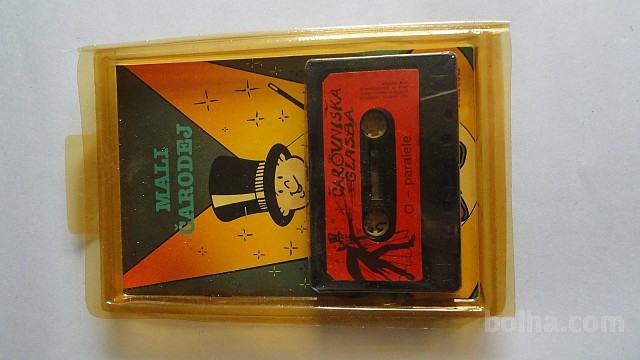 MALI
ČARODEJ
ČAROVNIŠKA
GLASBA
- paralele
bolha.com